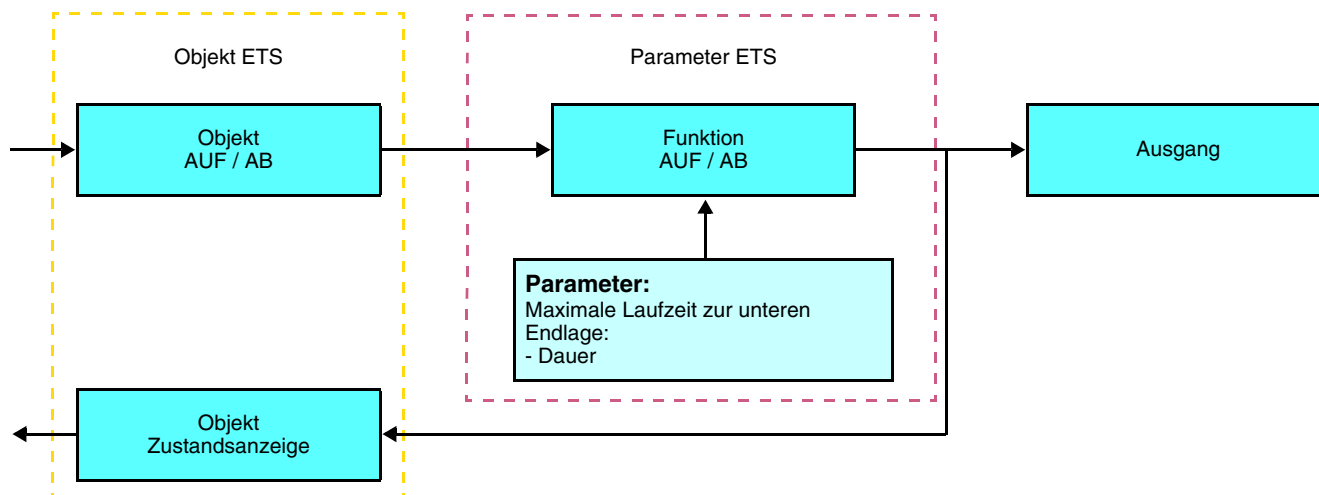 Objekt ETS
Parameter ETS
Objekt
AUF / AB
Funktion
AUF / AB
Ausgang
Parameter:
Maximale Laufzeit zur unteren
Endlage:
- Dauer
Objekt
Zustandsanzeige